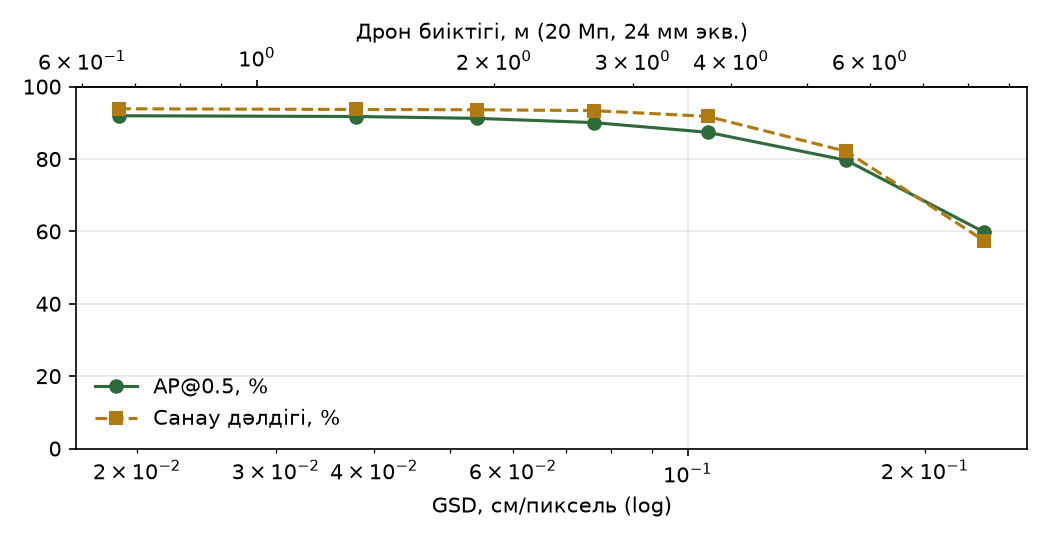 Дрон биіктігі, м (20 Мп, 24 мм экв.)
6 × 10⁻¹ 10⁰ 2 × 10⁰ 3 × 10⁰ 4 × 10⁰ 6 × 10⁰
100
80
60
40
20
0
AP@0.5, %
Санау дәлдігі, %
2 × 10⁻² 3 × 10⁻² 4 × 10⁻² 6 × 10⁻² 10⁻¹ 2 × 10⁻¹
GSD, см/пиксель (log)